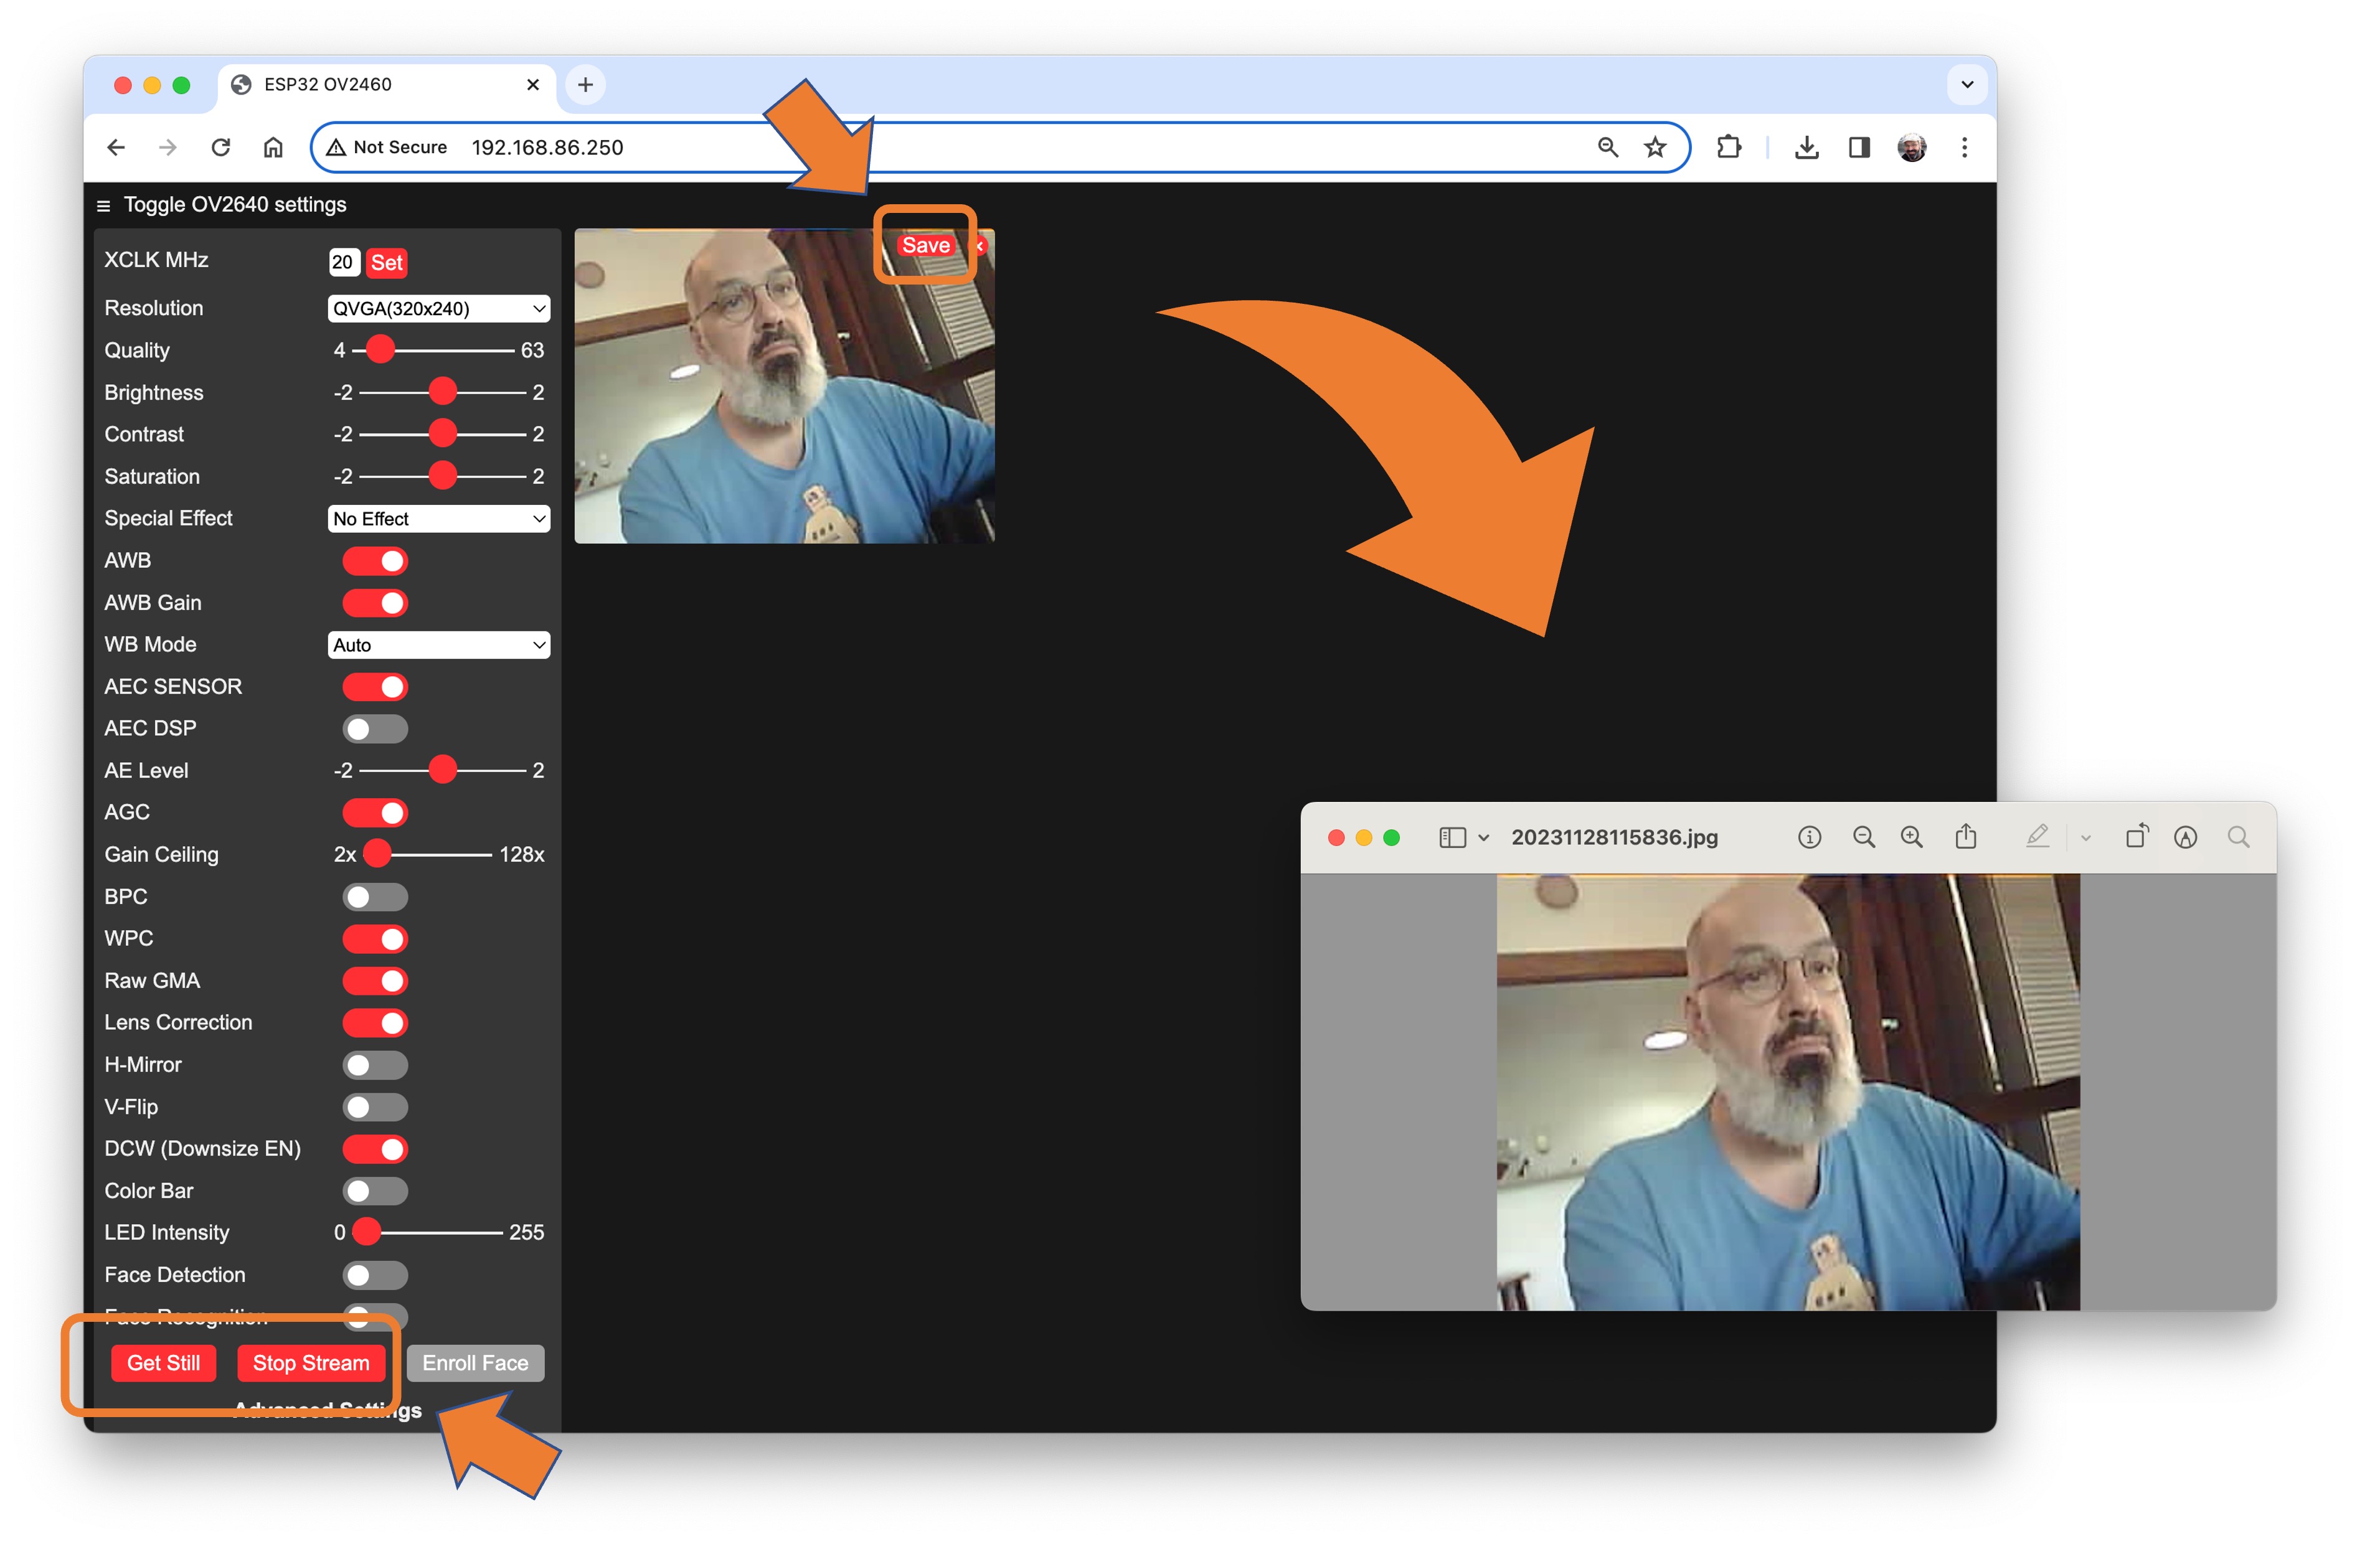 ESP32 OV2460
Not Secure 192.168.86.250
Toggle OV2640 settings
XCLK MHz 20 Set
Save
Resolution QVGA(320x240)
Quality 4 63
Brightness -2 2
Contrast -2 2
Saturation -2 2
Special Effect No Effect
AWB
AWB Gain
WB Mode Auto
AEC SENSOR
AEC DSP
AE Level -2 2
AGC
Gain Ceiling 2x 128x
BPC
WPC
Raw GMA
Lens Correction
H-Mirror
V-Flip
DCW (Downsize EN)
Color Bar
LED Intensity 0 255
Face Detection
Face Recognition
Get Still Stop Stream Enroll Face
Advanced Settings
20231128115836.jpg